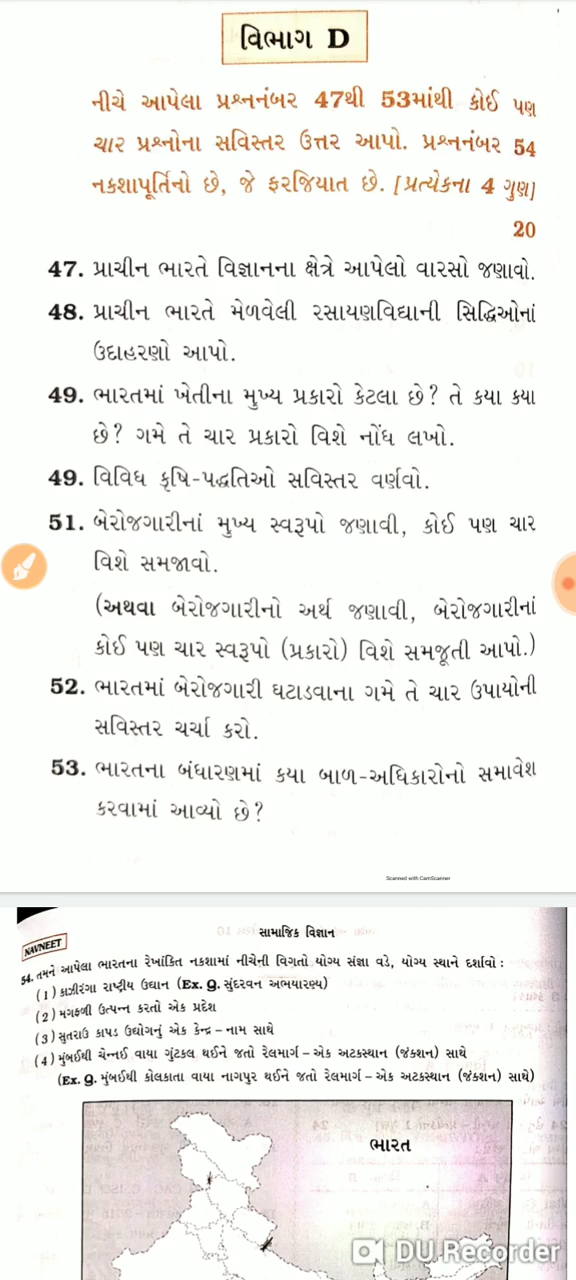 વિભાગ D
નીચે આપેલા પ્રશ્નનંબર 47થી 53માંથી કોઈ પણ
ચાર પ્રશ્નોના સવિસ્તર ઉત્તર આપો. પ્રશ્નનંબર 54
નકશાપૂર્તિનો છે, જે ફરજિયાત છે. [પ્રત્યેકના 4 ગુણ]
20
47. પ્રાચીન ભારતે વિજ્ઞાનના ક્ષેત્રે આપેલો વારસો જણાવો.
48. પ્રાચીન ભારતે મેળવેલી રસાયણવિદ્યાની સિદ્ધિઓનાં
ઉદાહરણો આપો.
49. ભારતમાં ખેતીના મુખ્ય પ્રકારો કેટલા છે? તે કયા કયા
છે? ગમે તે ચાર પ્રકારો વિશે નોંધ લખો.
49. વિવિધ કૃષિ-પદ્ધતિઓ સવિસ્તર વર્ણવો.
51. બેરોજગારીનાં મુખ્ય સ્વરૂપો જણાવી, કોઈ પણ ચાર
વિશે સમજાવો.
(અથવા બેરોજગારીનો અર્થ જણાવી, બેરોજગારીનાં
કોઈ પણ ચાર સ્વરૂપો (પ્રકારો) વિશે સમજૂતી આપો.)
52. ભારતમાં બેરોજગારી ઘટાડવાના ગમે તે ચાર ઉપાયોની
સવિસ્તર ચર્ચા કરો.
53. ભારતના બંધારણમાં કયા બાળ-અધિકારોનો સમાવેશ
કરવામાં આવ્યો છે?
Scanned with CamScanner
સામાજિક વિજ્ઞાન
NAVNEET
54. તમને આપેલા ભારતના રેખાંકિત નકશામાં નીચેની વિગતો યોગ્ય સંજ્ઞા વડે, યોગ્ય સ્થાને દર્શાવો :
(1) કાઝીરંગા રાષ્ટ્રીય ઉદ્યાન (Ex. g. સુંદરવન અભયારણ્ય)
(2) મગફળી ઉત્પન્ન કરતો એક પ્રદેશ
(3) સુતરાઉ કાપડ ઉદ્યોગનું એક કેન્દ્ર – નામ સાથે
(4) મુંબઈથી ચેન્નઈ વાયા ગુંટકલ થઈને જતો રેલમાર્ગ – એક અટકસ્થાન (જંક્શન) સાથે
(Ex. g. મુંબઈથી કોલકાતા વાયા નાગપુર થઈને જતો રેલમાર્ગ – એક અટકસ્થાન (જંક્શન) સાથે)
ભારત
DU Recorder